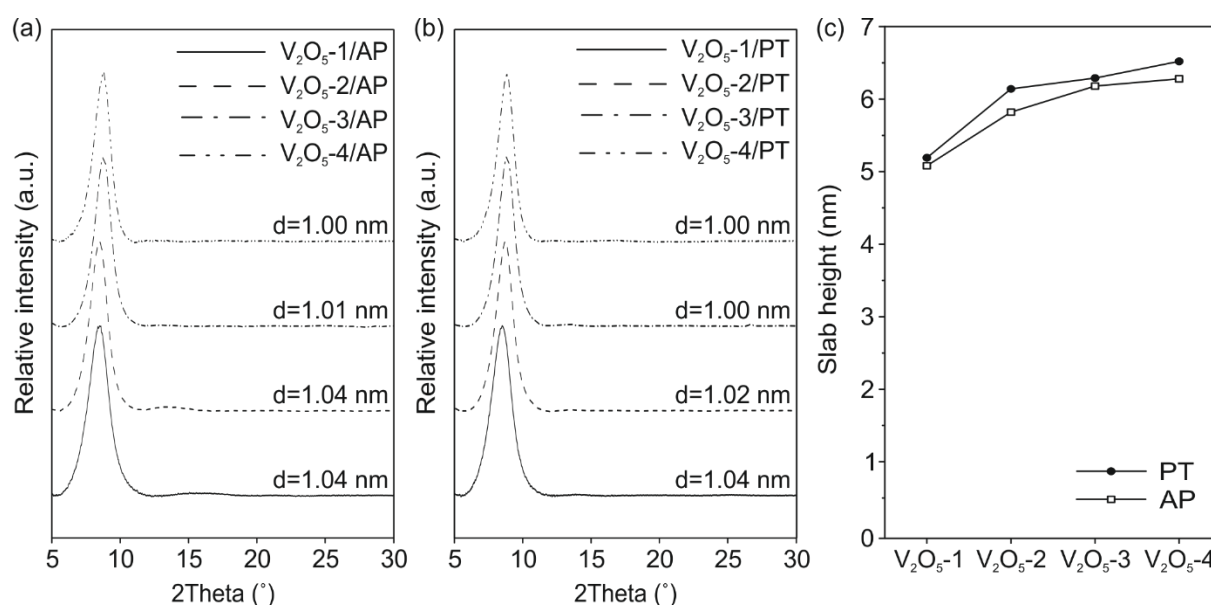 (a)
V₂O₅-1/AP
V₂O₅-2/AP
V₂O₅-3/AP
V₂O₅-4/AP
d=1.00 nm
d=1.01 nm
d=1.04 nm
d=1.04 nm
Relative intensity (a.u.)
5 10 15 20 25 30
2Theta (°)
(b)
V₂O₅-1/PT
V₂O₅-2/PT
V₂O₅-3/PT
V₂O₅-4/PT
d=1.00 nm
d=1.00 nm
d=1.02 nm
d=1.04 nm
Relative intensity (a.u.)
5 10 15 20 25 30
2Theta (°)
(c)
7
6
5
4
3
2
1
0
Slab height (nm)
PT
AP
V₂O₅-1 V₂O₅-2 V₂O₅-3 V₂O₅-4